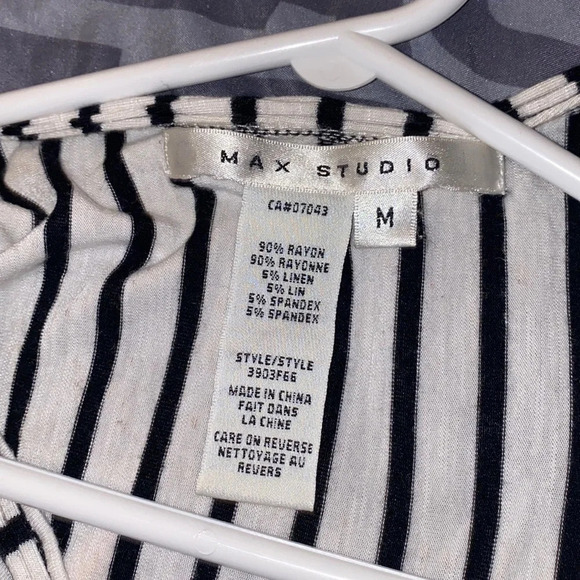 MAX STUDIO
M
CA#07043
90% RAYON
90% RAYONNE
5% LINEN
5% LIN
5% SPANDEX
5% SPANDEX
STYLE/STYLE
3903F66
MADE IN CHINA
FAIT DANS
LA CHINE
CARE ON REVERSE
NETTOYAGE AU
REVERS